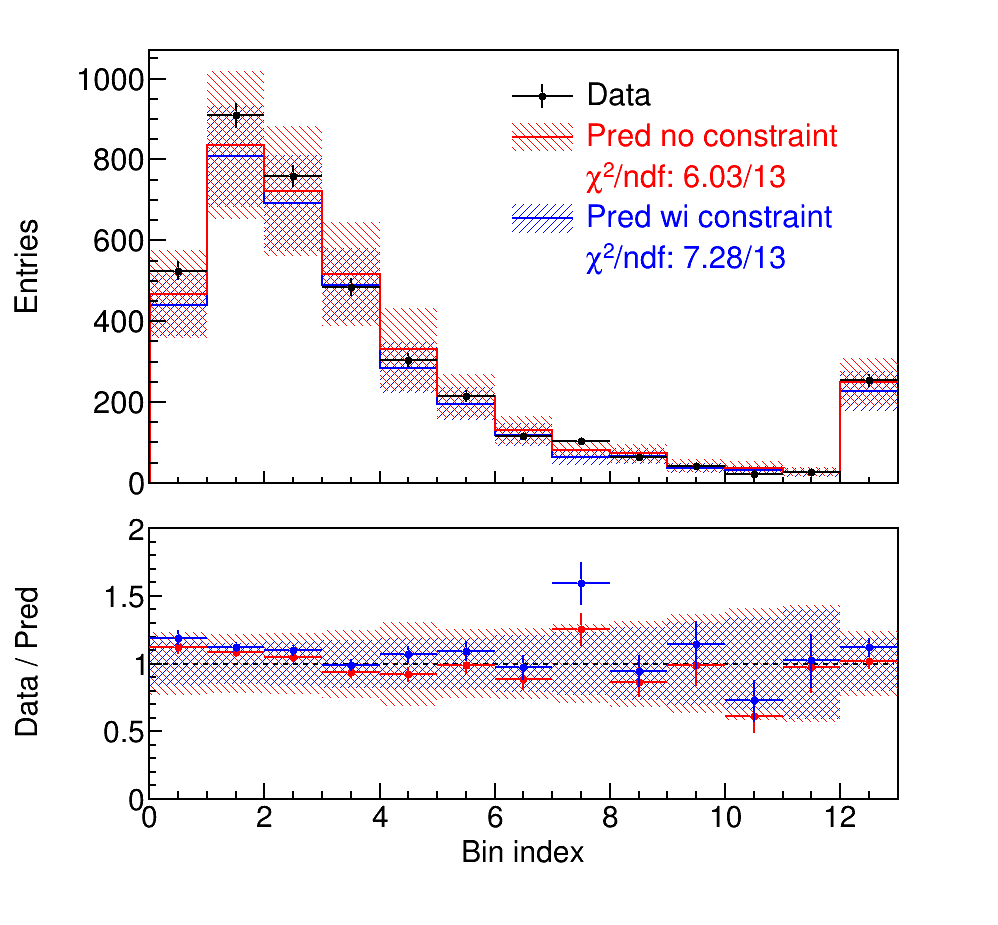 Entries
1000
800
600
400
200
0
Data
Pred no constraint
χ²/ndf: 6.03/13
Pred wi constraint
χ²/ndf: 7.28/13
Data / Pred
2
1.5
1
0.5
0
0 2 4 6 8 10 12
Bin index